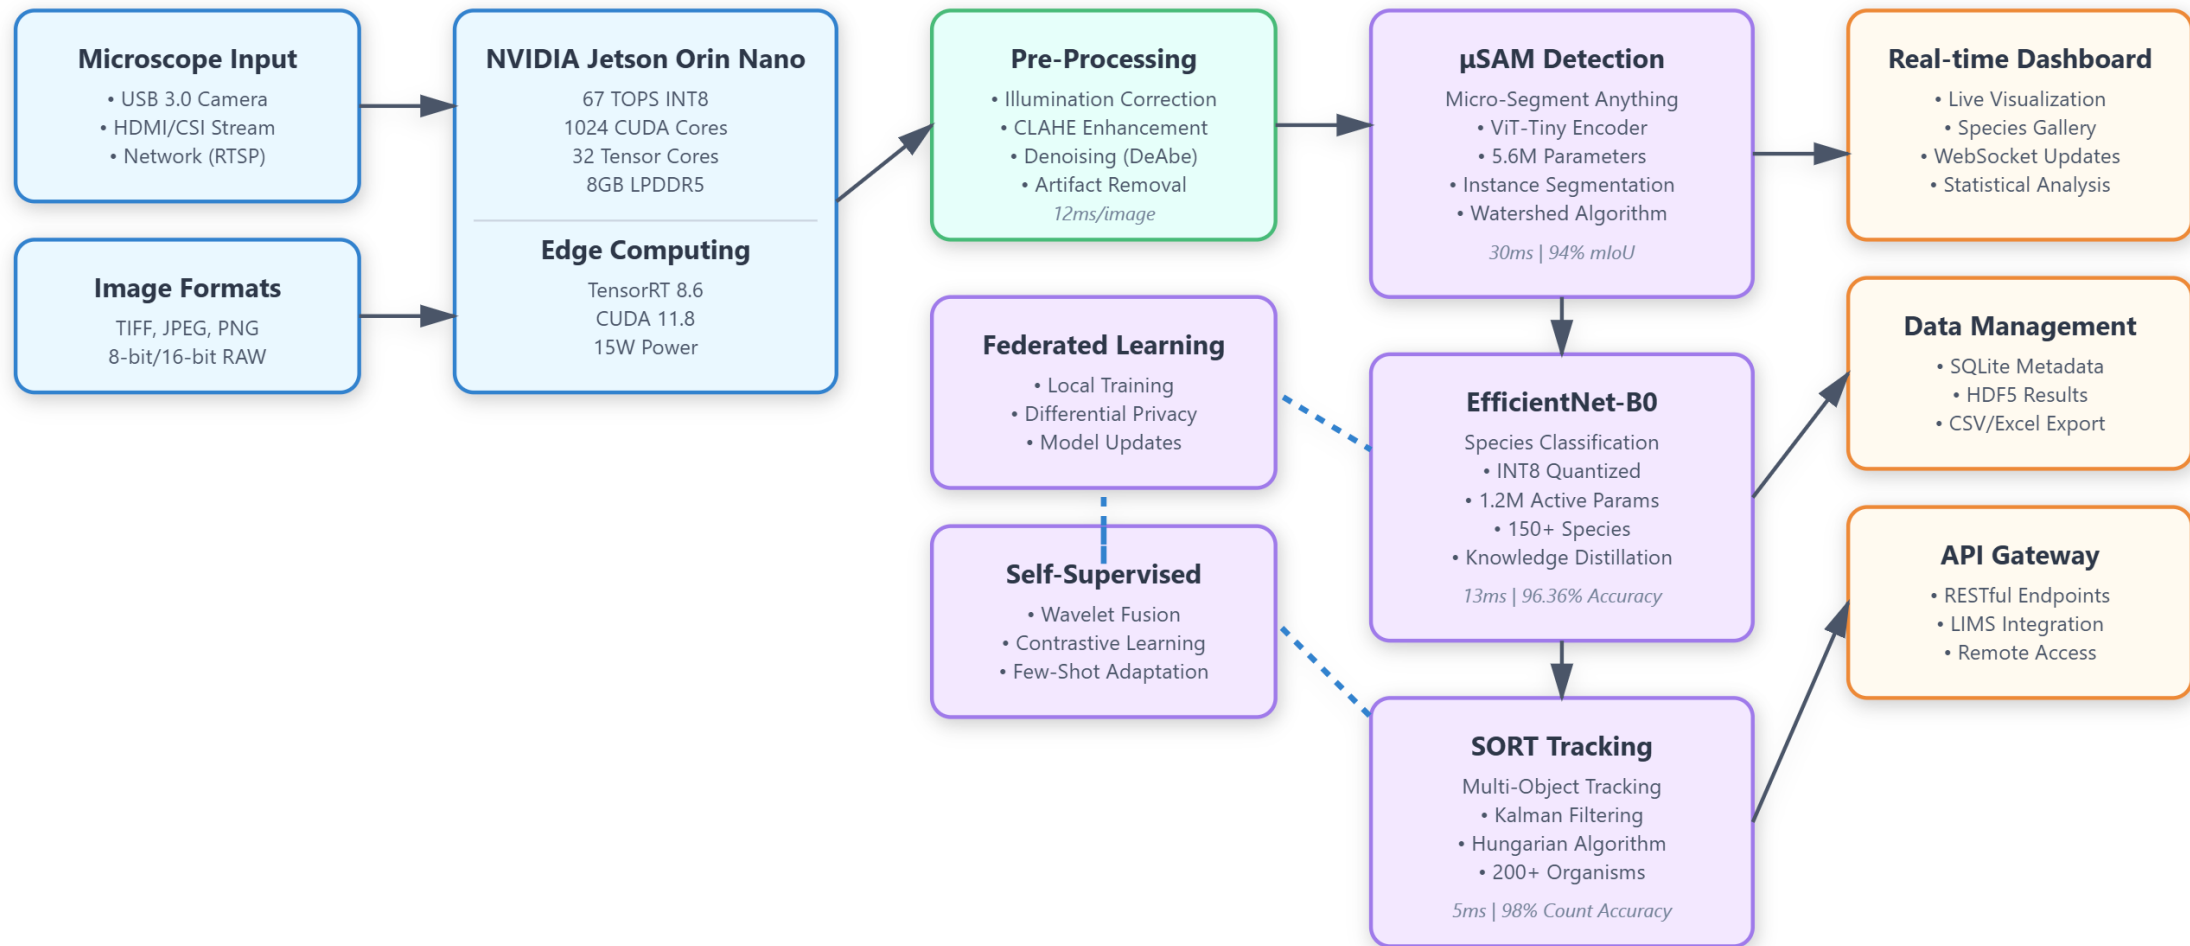 Microscope Input
• USB 3.0 Camera
• HDMI/CSI Stream
• Network (RTSP)
Image Formats
TIFF, JPEG, PNG
8-bit/16-bit RAW
NVIDIA Jetson Orin Nano
67 TOPS INT8
1024 CUDA Cores
32 Tensor Cores
8GB LPDDR5
Edge Computing
TensorRT 8.6
CUDA 11.8
15W Power
Pre-Processing
• Illumination Correction
• CLAHE Enhancement
• Denoising (DeAbe)
• Artifact Removal
12ms/image
Federated Learning
• Local Training
• Differential Privacy
• Model Updates
Self-Supervised
• Wavelet Fusion
• Contrastive Learning
• Few-Shot Adaptation
µSAM Detection
Micro-Segment Anything
• ViT-Tiny Encoder
• 5.6M Parameters
• Instance Segmentation
• Watershed Algorithm
30ms | 94% mIoU
EfficientNet-B0
Species Classification
• INT8 Quantized
• 1.2M Active Params
• 150+ Species
• Knowledge Distillation
13ms | 96.36% Accuracy
SORT Tracking
Multi-Object Tracking
• Kalman Filtering
• Hungarian Algorithm
• 200+ Organisms
5ms | 98% Count Accuracy
Real-time Dashboard
• Live Visualization
• Species Gallery
• WebSocket Updates
• Statistical Analysis
Data Management
• SQLite Metadata
• HDF5 Results
• CSV/Excel Export
API Gateway
• RESTful Endpoints
• LIMS Integration
• Remote Access